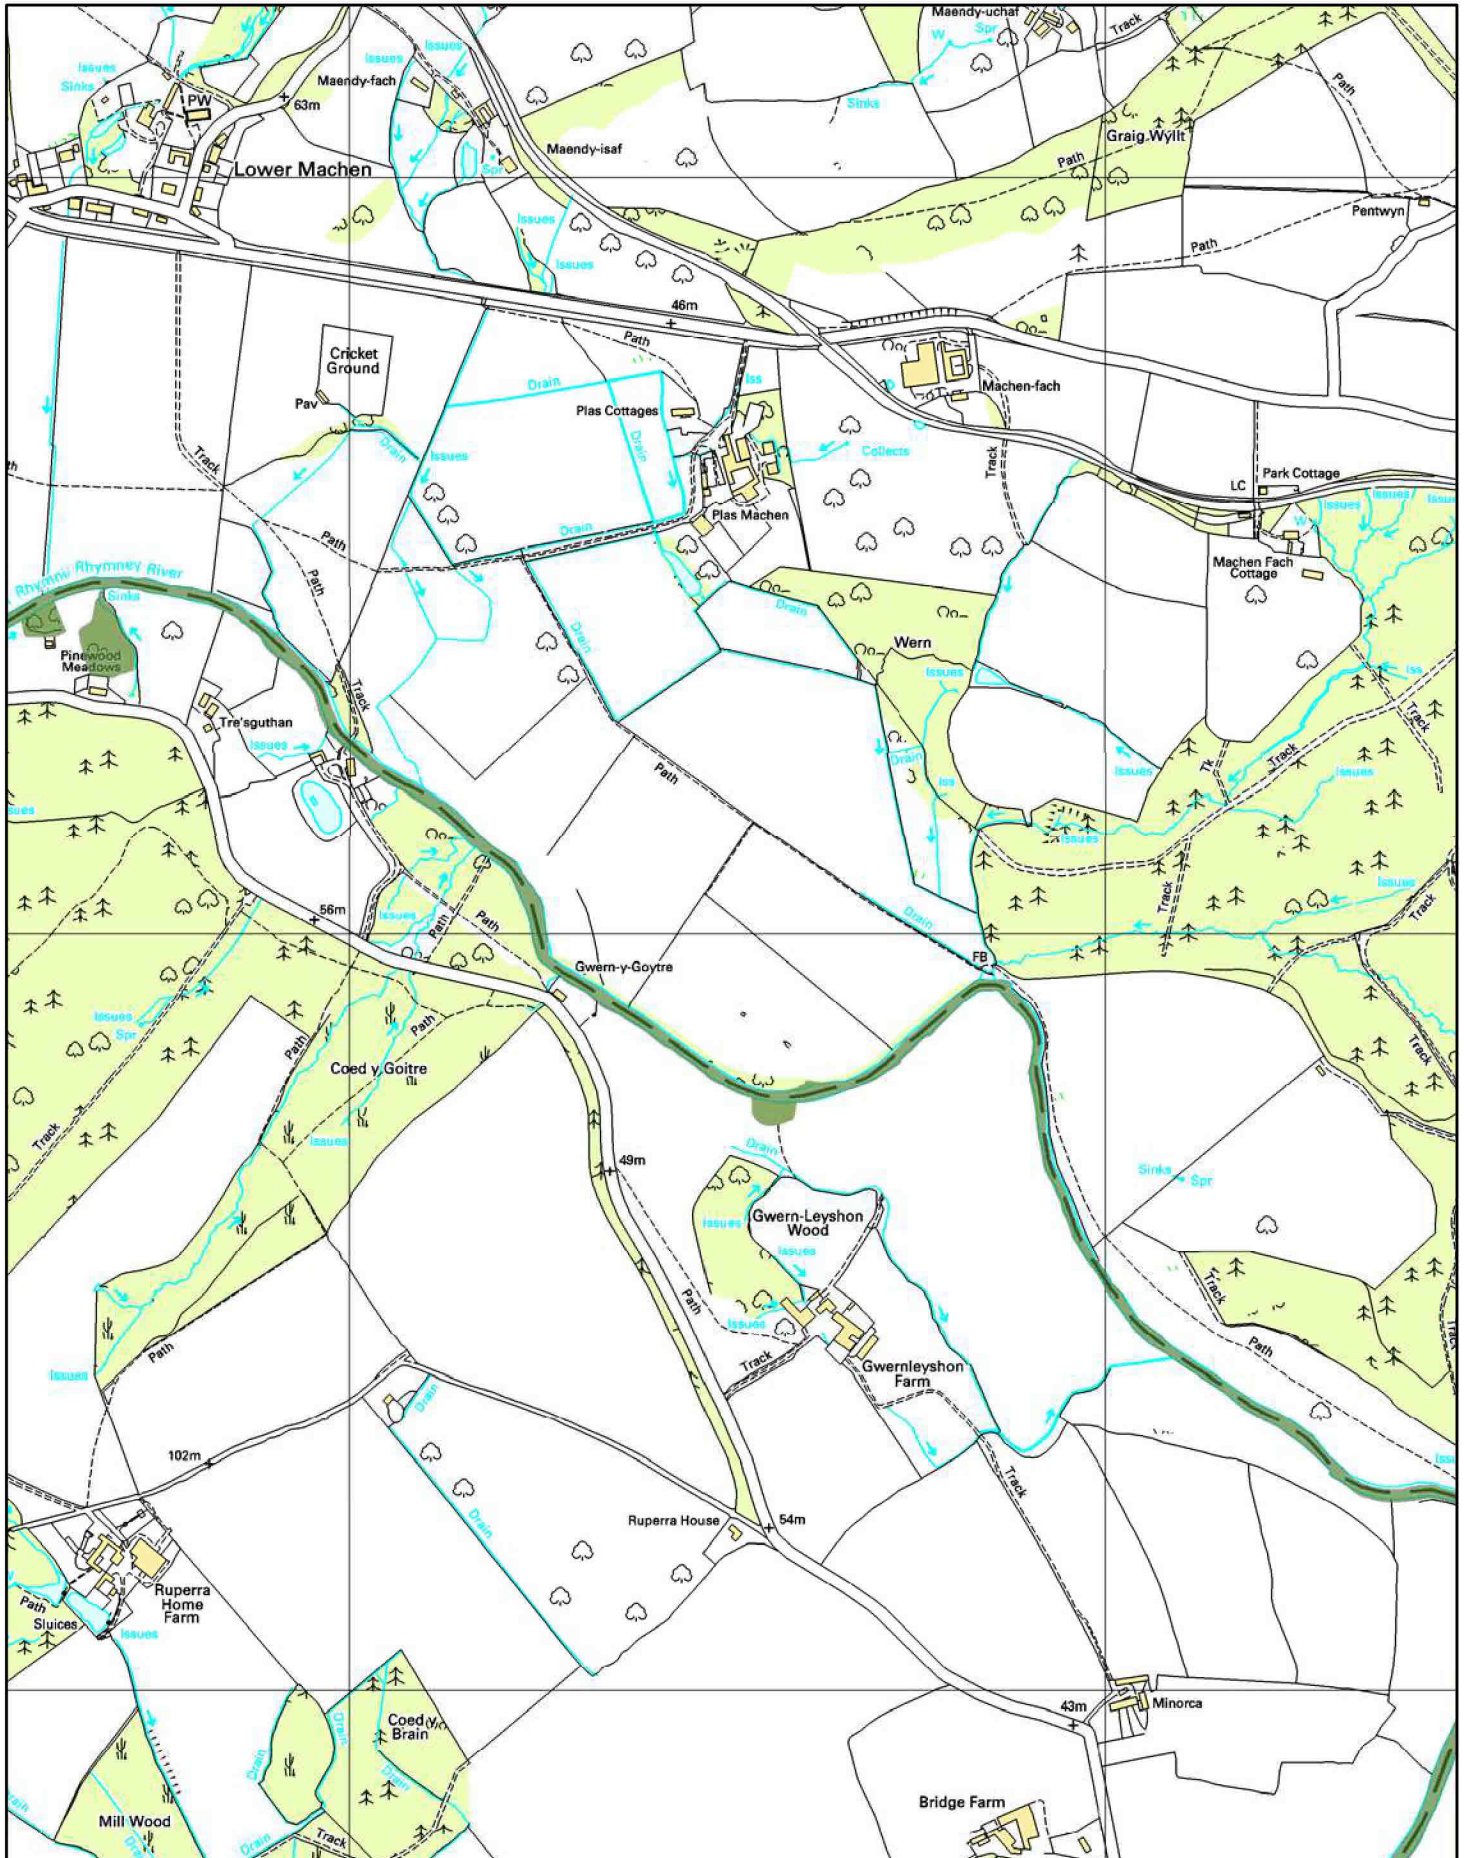 Maendy-uchaf
W
Spr
Track
Issues
Issues
Issues
Sinks
Maendy-fach
PW
63m
Sinks
Path
Graig Wyllt
Maendy-isaf
Path
Lower Machen
Spr
Pentwyn
Issues
Path
Issues
46m
Path
Cricket
Ground
Drain
Iss
Machen-fach
Pav
Plas Cottages
Drain
Drain
Issues
Collects
Track
Track
Park Cottage
LC
Issues
Issues
Plas Machen
W
Drain
Path
Machen Fach
Cottage
Rhymney River
Path
Sinks
Drain
Drain
Wern
Pinewood
Meadows
Issues
Iss
Track
Tre'sguthan
Track
Issues
Drain
Tk
Track
Issues
Issues
Path
Iss
Issues
Issues
Track
Track
56m
Issues
Path
Path
Drain
FB
Gwern-y-Goytre
Issues
Spr
Path
Path
Track
Coed y Goitre
Track
Issues
Drain
49m
Sinks
Spr
Issues
Gwern-Leyshon
Wood
Issues
Track
Path
Issues
Path
Path
Track
Gwernleyshon
Farm
Issues
Drain
102m
Track
Drain
Ruperra House
54m
Ruperra
Home
Farm
Path
Sluices
Issues
43m
Minorca
Coed y
Brain
Drain
Drain
Drain
Bridge Farm
Mill Wood
Drain
Track